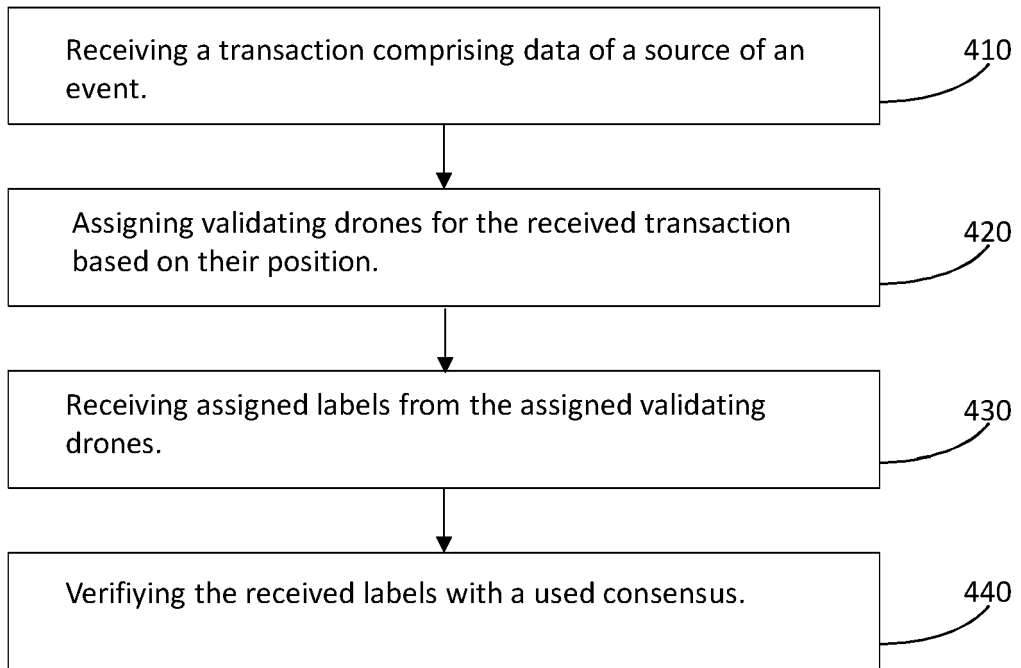 Receiving a transaction comprising data of a source of an
event.
410
Assigning validating drones for the received transaction
based on their position.
420
Receiving assigned labels from the assigned validating
drones.
430
Verifiying the received labels with a used consensus.
440